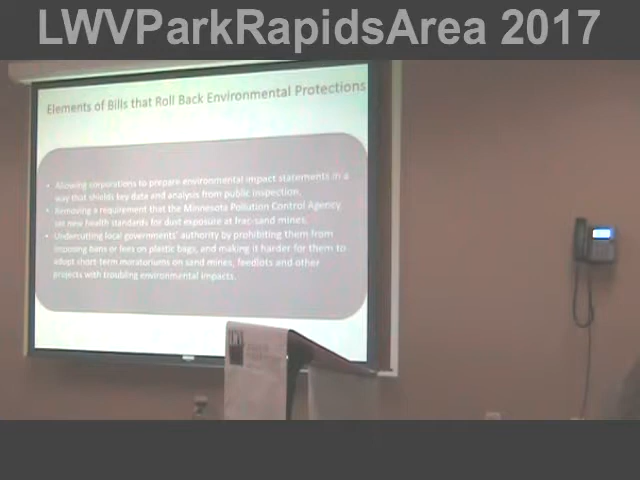 LWVParkRapidsArea 2017
Elements of Bills that Roll Back Environmental Protections
• Allowing corporations to prepare environmental impact statements in a
way that shields key data and analysis from public inspection.
• Removing a requirement that the Minnesota Pollution Control Agency
set new health standards for dust exposure at frac-sand mines.
• Undercutting local governments' authority by prohibiting them from
imposing bans or fees on plastic bags, and making it harder for them to
adopt short-term moratoriums on sand mines, feedlots and other
projects with troubling environmental impacts.